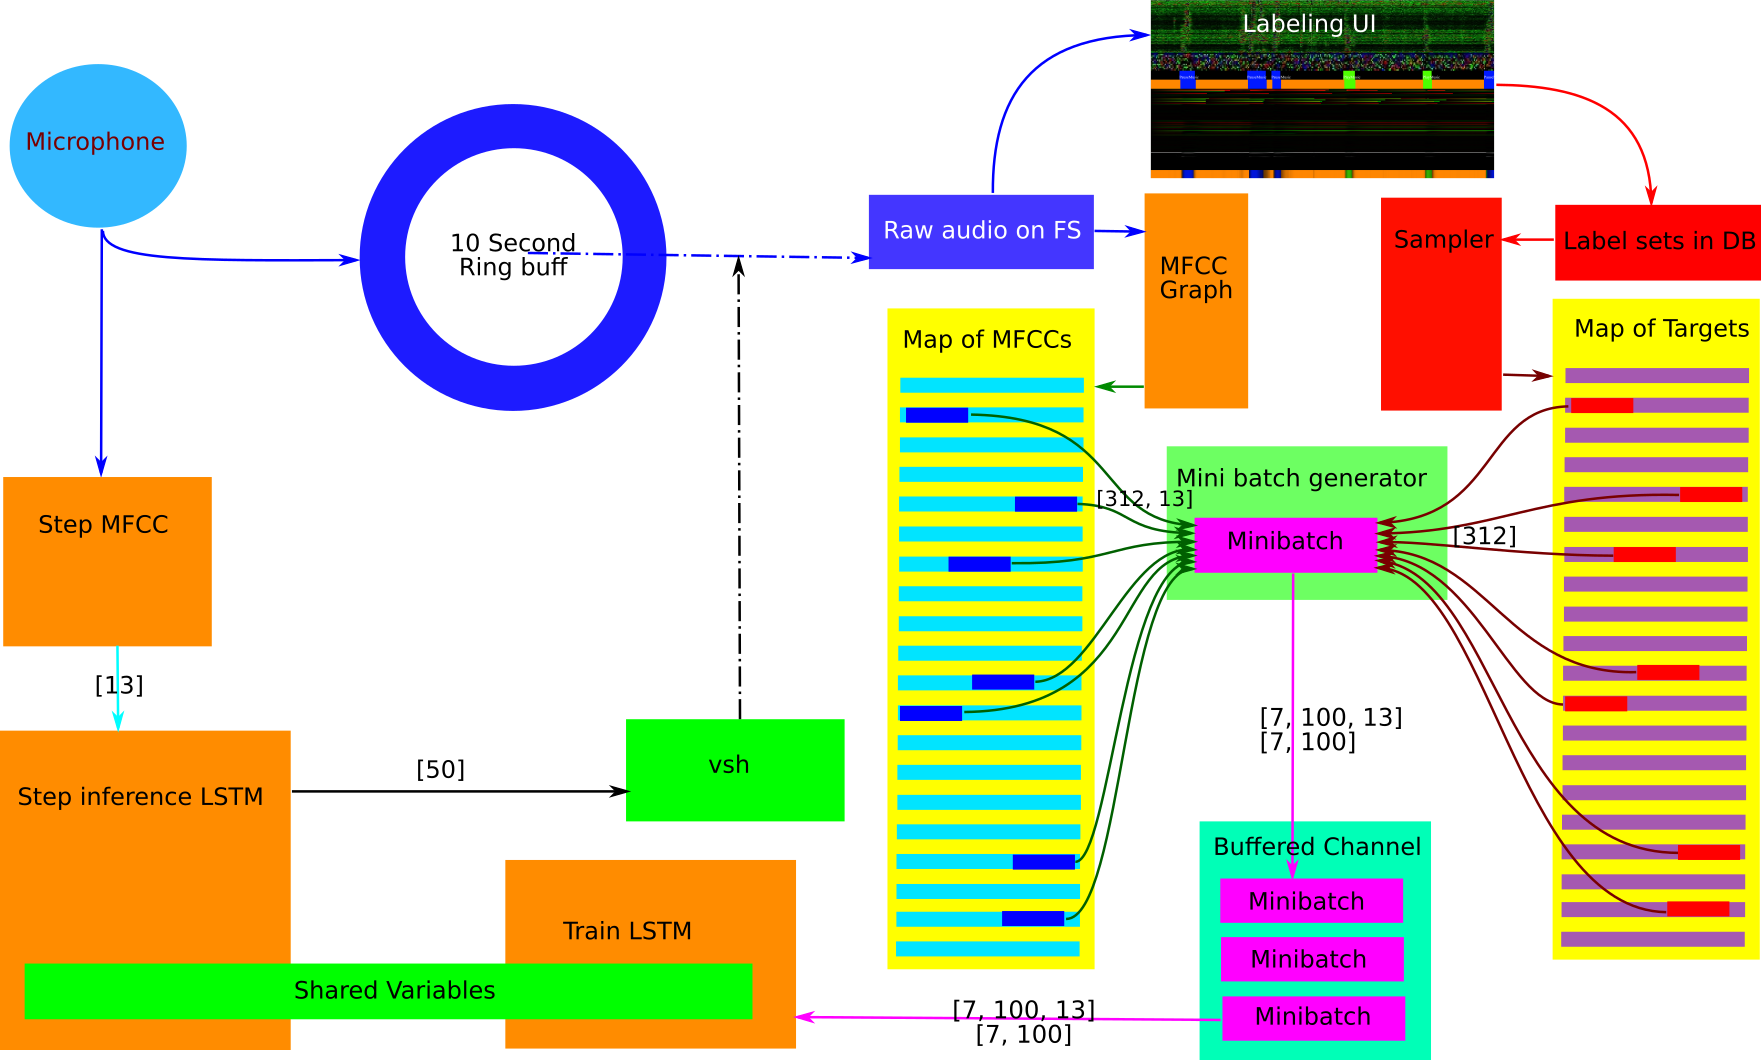 Labeling UI
Microphone
10 Second
Ring buff
Raw audio on FS
MFCC
Graph
Sampler
Label sets in DB
Map of MFCCs
Map of Targets
Mini batch generator
[312, 13]
Minibatch
[312]
Step MFCC
[13]
[7, 100, 13]
[7, 100]
[50]
vsh
Step inference LSTM
Buffered Channel
Minibatch
Minibatch
Minibatch
Train LSTM
Shared Variables
[7, 100, 13]
[7, 100]